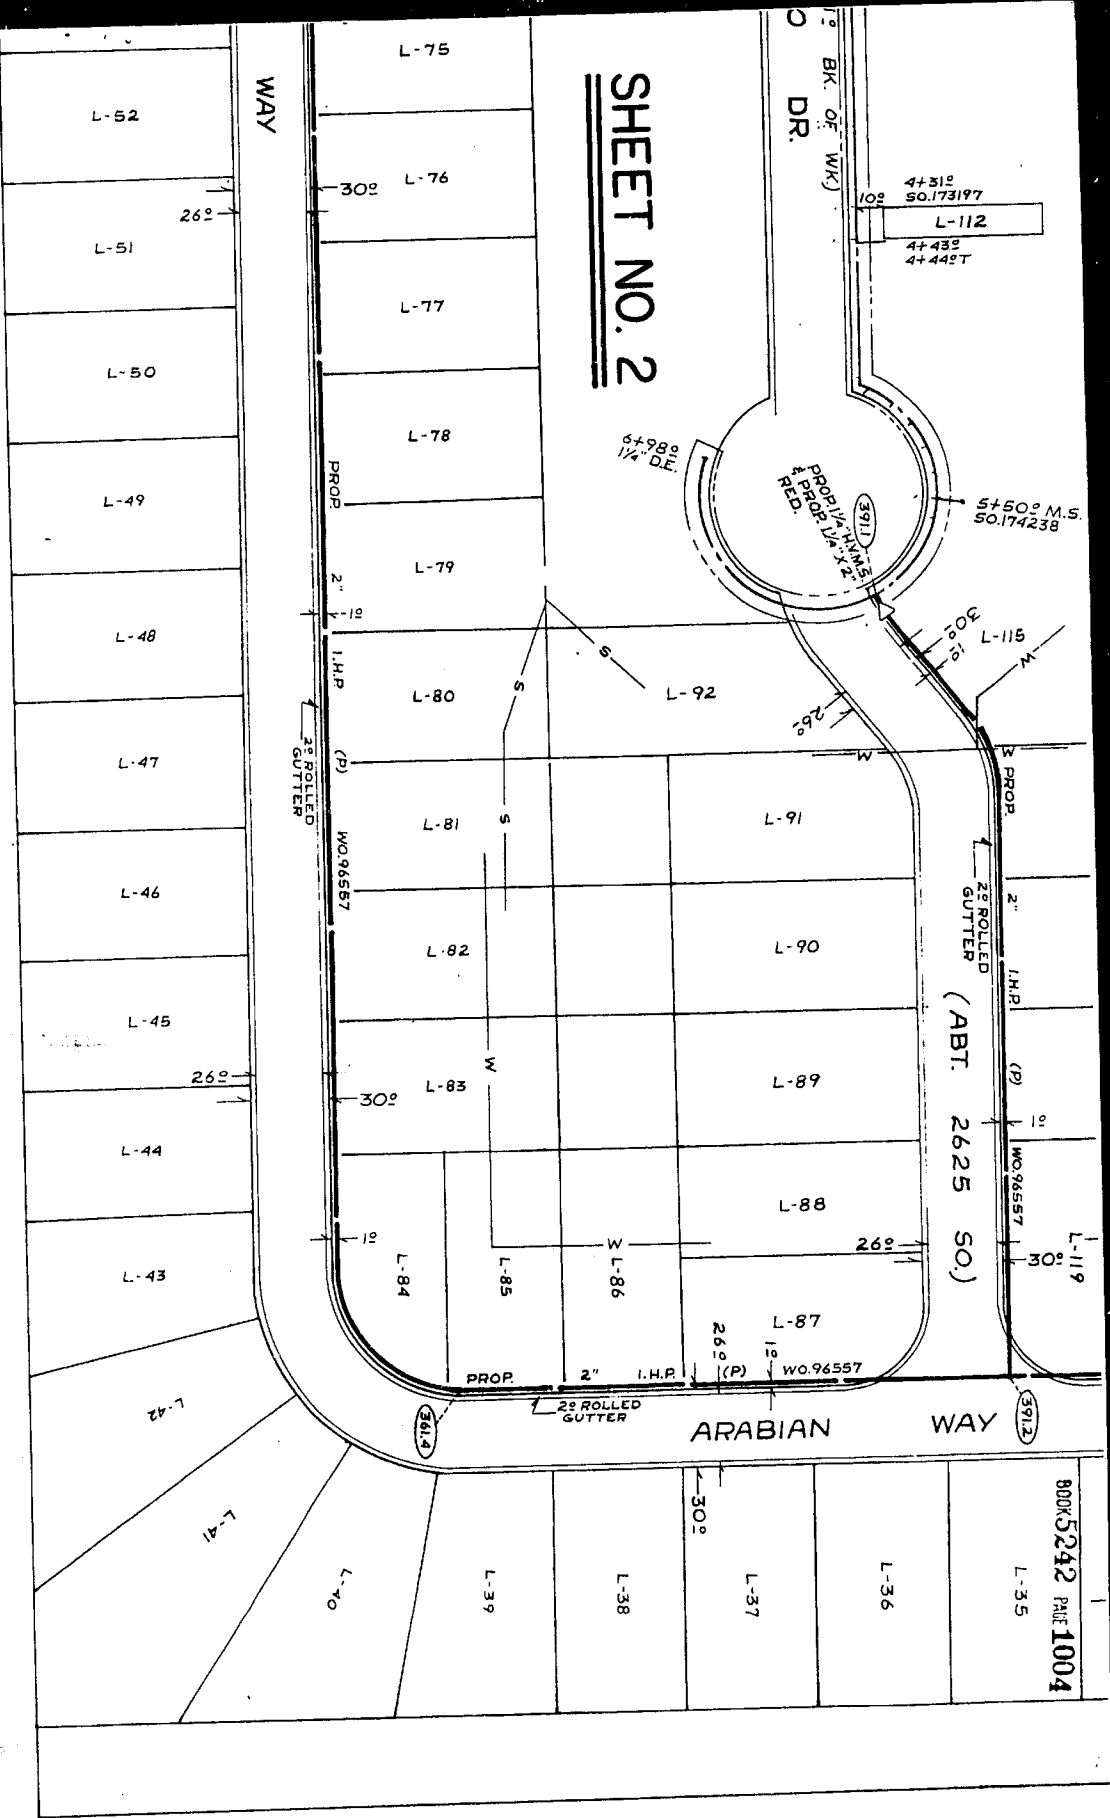 SHEET NO. 2
WAY
O DR.
1º BK. OF WK.)
4+31º
SO.173197
10º
L-112
4+43º
4+44º T
L-75
L-52
30º
L-76
26º
L-51
L-77
L-50
L-78
L-49
6+98º
1¼" D.E.
PROP. 1¼" H.V.M.S.
& PROP. 1¼" X 2"
RED.
391.1
5+50º M.S.
SO.174238
PROP. 2" I.H.P. (P) WO.96557
L-79
1º
L-48
L-80
S
S
S
L-92
30º
1º
L-115
W
26º
L-47
2º ROLLED
GUTTER
W
W
PROP. 2" I.H.P. (P) WO.96557
L-81
L-91
L-46
2º ROLLED
GUTTER
L-82
L-90
L-45
(ABT. 2625 SO.)
26º
30º
L-83
W
L-89
1º
L-44
L-88
1º
W
26º
30º
L-119
L-43
L-84
L-85
L-86
L-87
26º
1º
PROP. 2" I.H.P. (P) WO.96557
2º ROLLED
GUTTER
L-42
361.4
ARABIAN WAY
391.2
30º
L-41
L-40
L-39
L-38
L-37
L-36
L-35
BOOK 5242 PAGE 1004